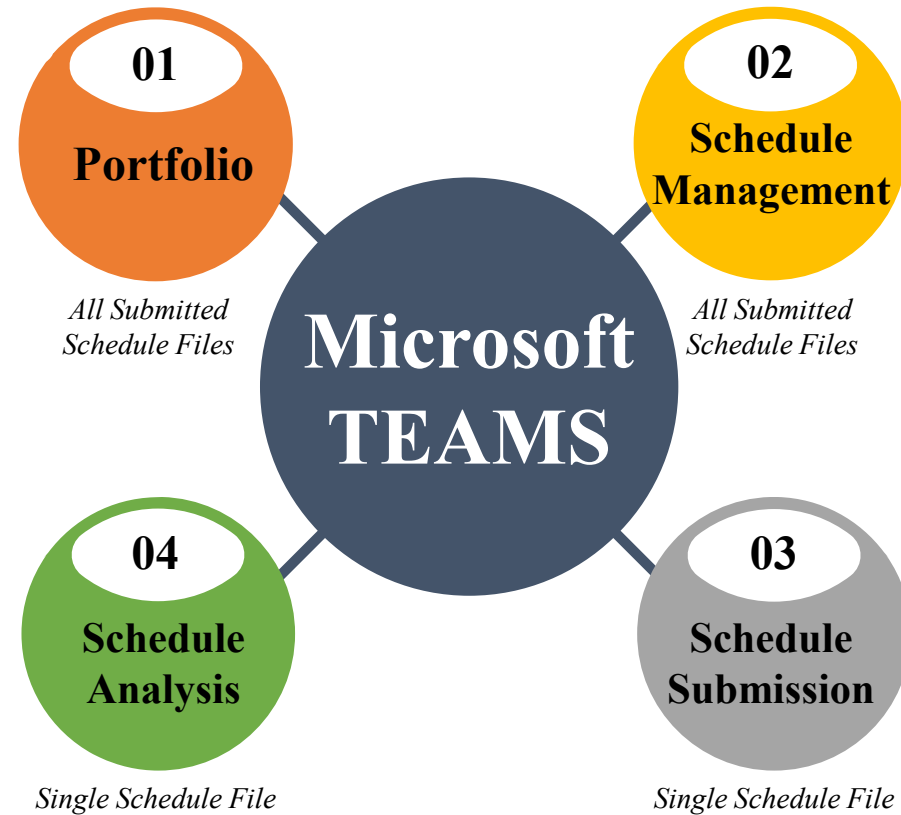 01
Portfolio
All Submitted
Schedule Files
02
Schedule
Management
All Submitted
Schedule Files
Microsoft
TEAMS
04
Schedule
Analysis
Single Schedule File
03
Schedule
Submission
Single Schedule File